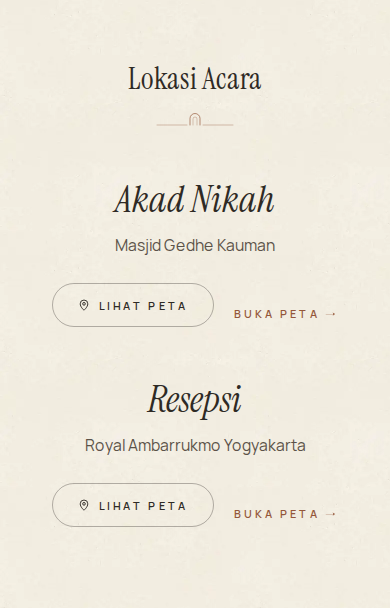 Lokasi Acara
Akad Nikah
Masjid Gedhe Kauman
LIHAT PETA
BUKA PETA →
Resepsi
Royal Ambarrukmo Yogyakarta
LIHAT PETA
BUKA PETA →